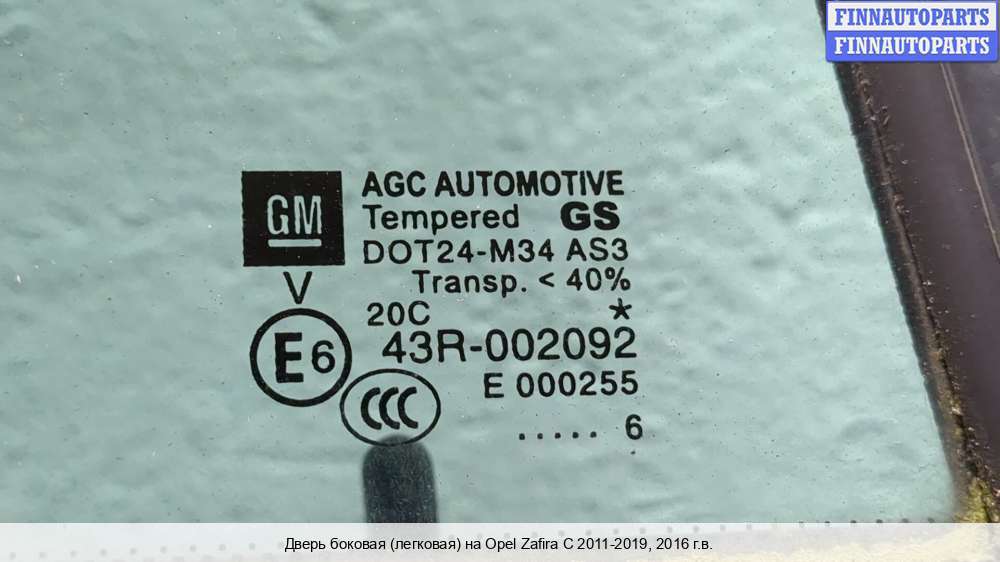 FINNAUTOPARTS
FINNAUTOPARTS
GM
AGC AUTOMOTIVE
Tempered GS
DOT24-M34 AS3
Transp. < 40%
V
20C *
E6
43R-002092
E 000255
CCC
..... 6
Дверь боковая (легковая) на Opel Zafira C 2011-2019, 2016 г.в.